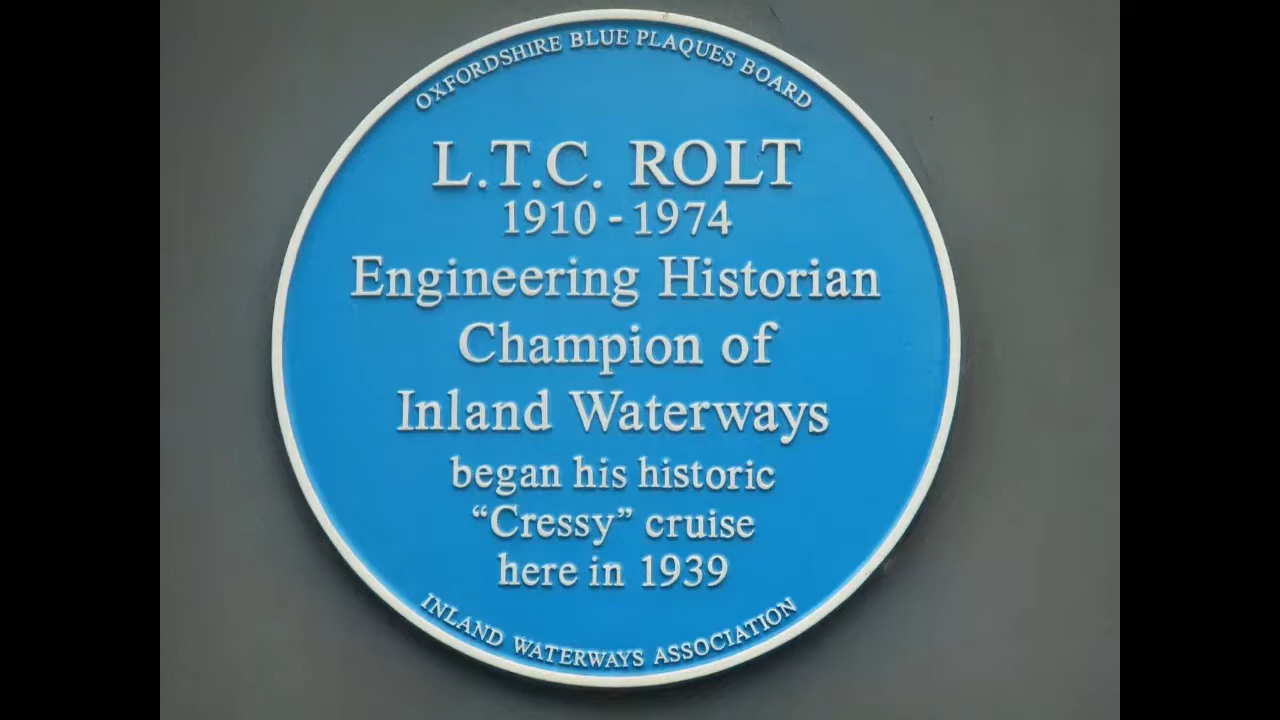 OXFORDSHIRE BLUE PLAQUES BOARD
L.T.C. ROLT
1910 - 1974
Engineering Historian
Champion of
Inland Waterways
began his historic
“Cressy” cruise
here in 1939
INLAND WATERWAYS ASSOCIATION